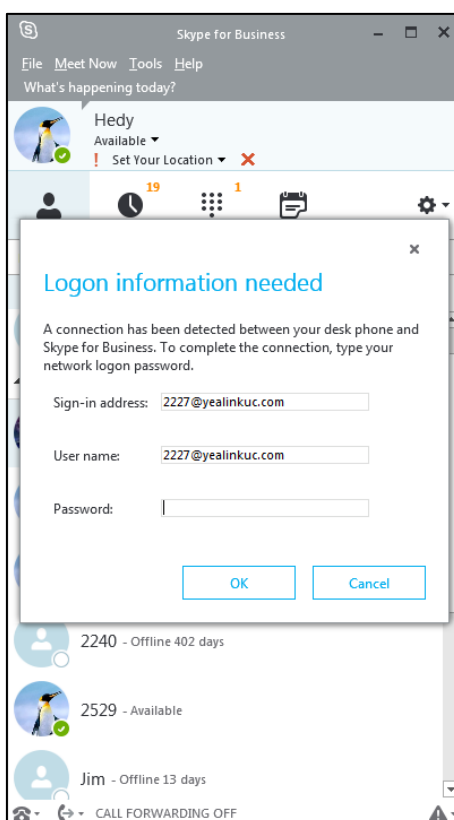 Skype for Business
File Meet Now Tools Help
What's happening today?
Hedy
Available
! Set Your Location
19 1
Logon information needed
A connection has been detected between your desk phone and
Skype for Business. To complete the connection, type your
network logon password.
Sign-in address: 2227@yealinkuc.com
User name: 2227@yealinkuc.com
Password:
OK Cancel
2240 - Offline 402 days
2529 - Available
Jim - Offline 13 days
CALL FORWARDING OFF